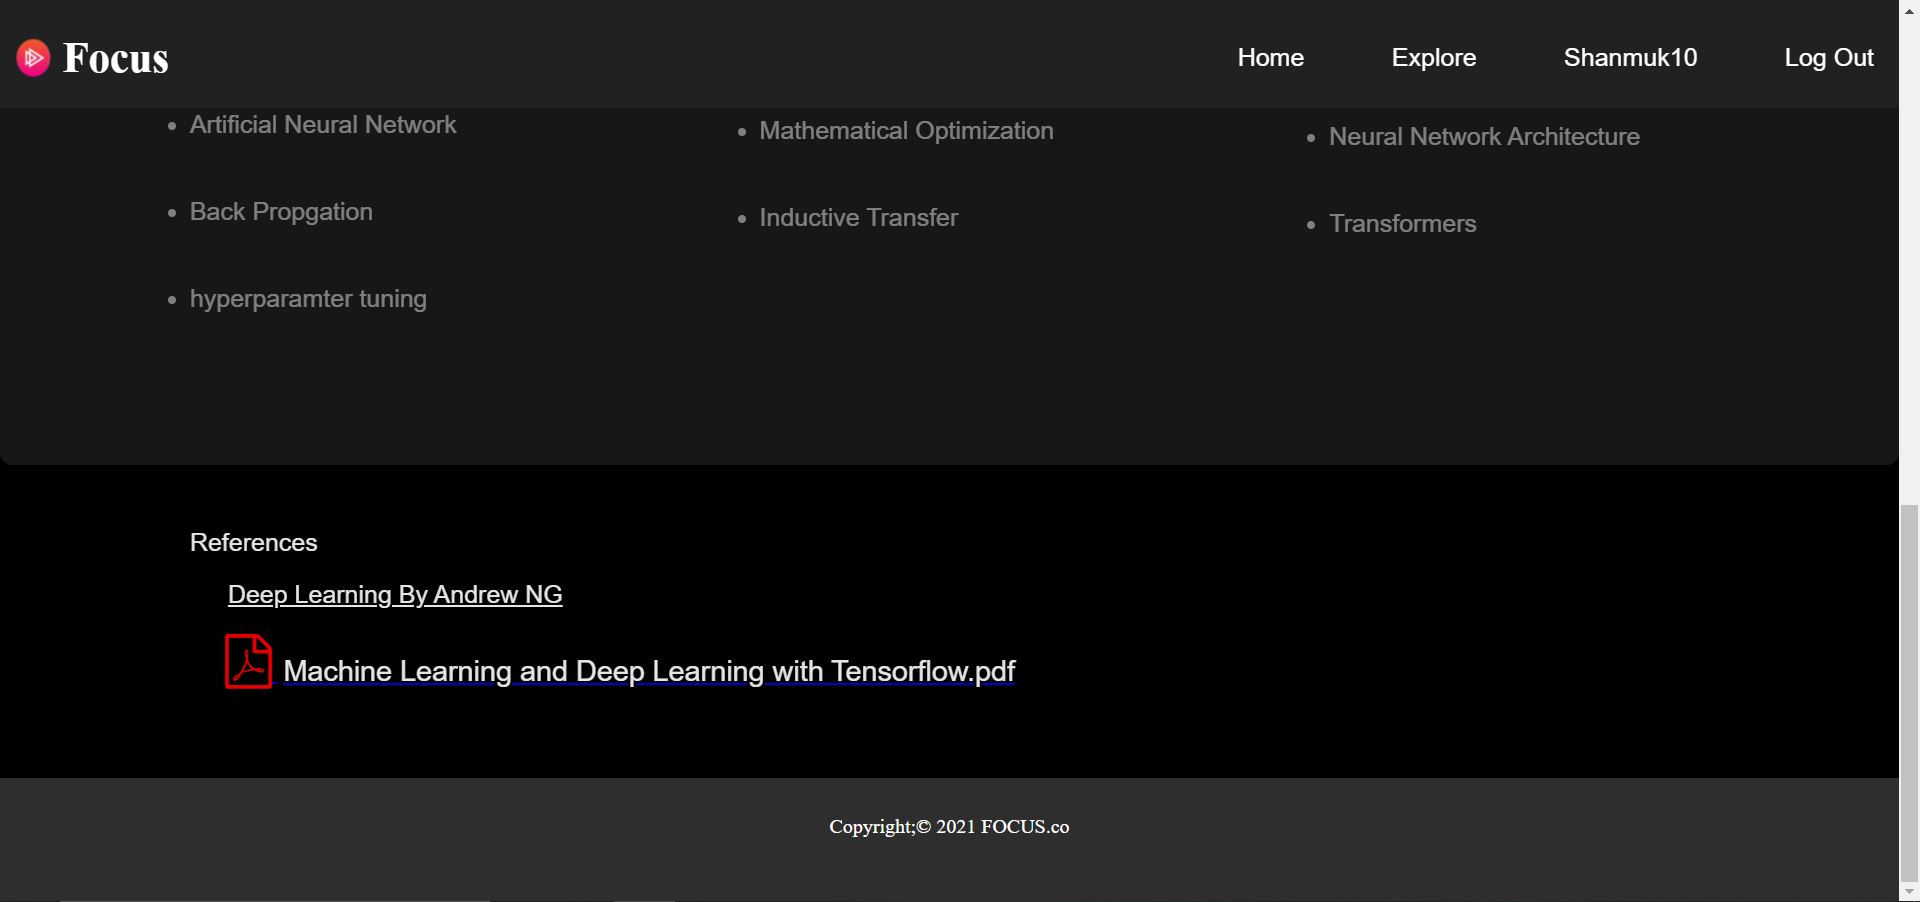 Focus
Home Explore Shanmuk10 Log Out
• Artificial Neural Network
• Back Propgation
• hyperparamter tuning
• Mathematical Optimization
• Inductive Transfer
• Neural Network Architecture
• Transformers
References
Deep Learning By Andrew NG
Machine Learning and Deep Learning with Tensorflow.pdf
Copyright;© 2021 FOCUS.co